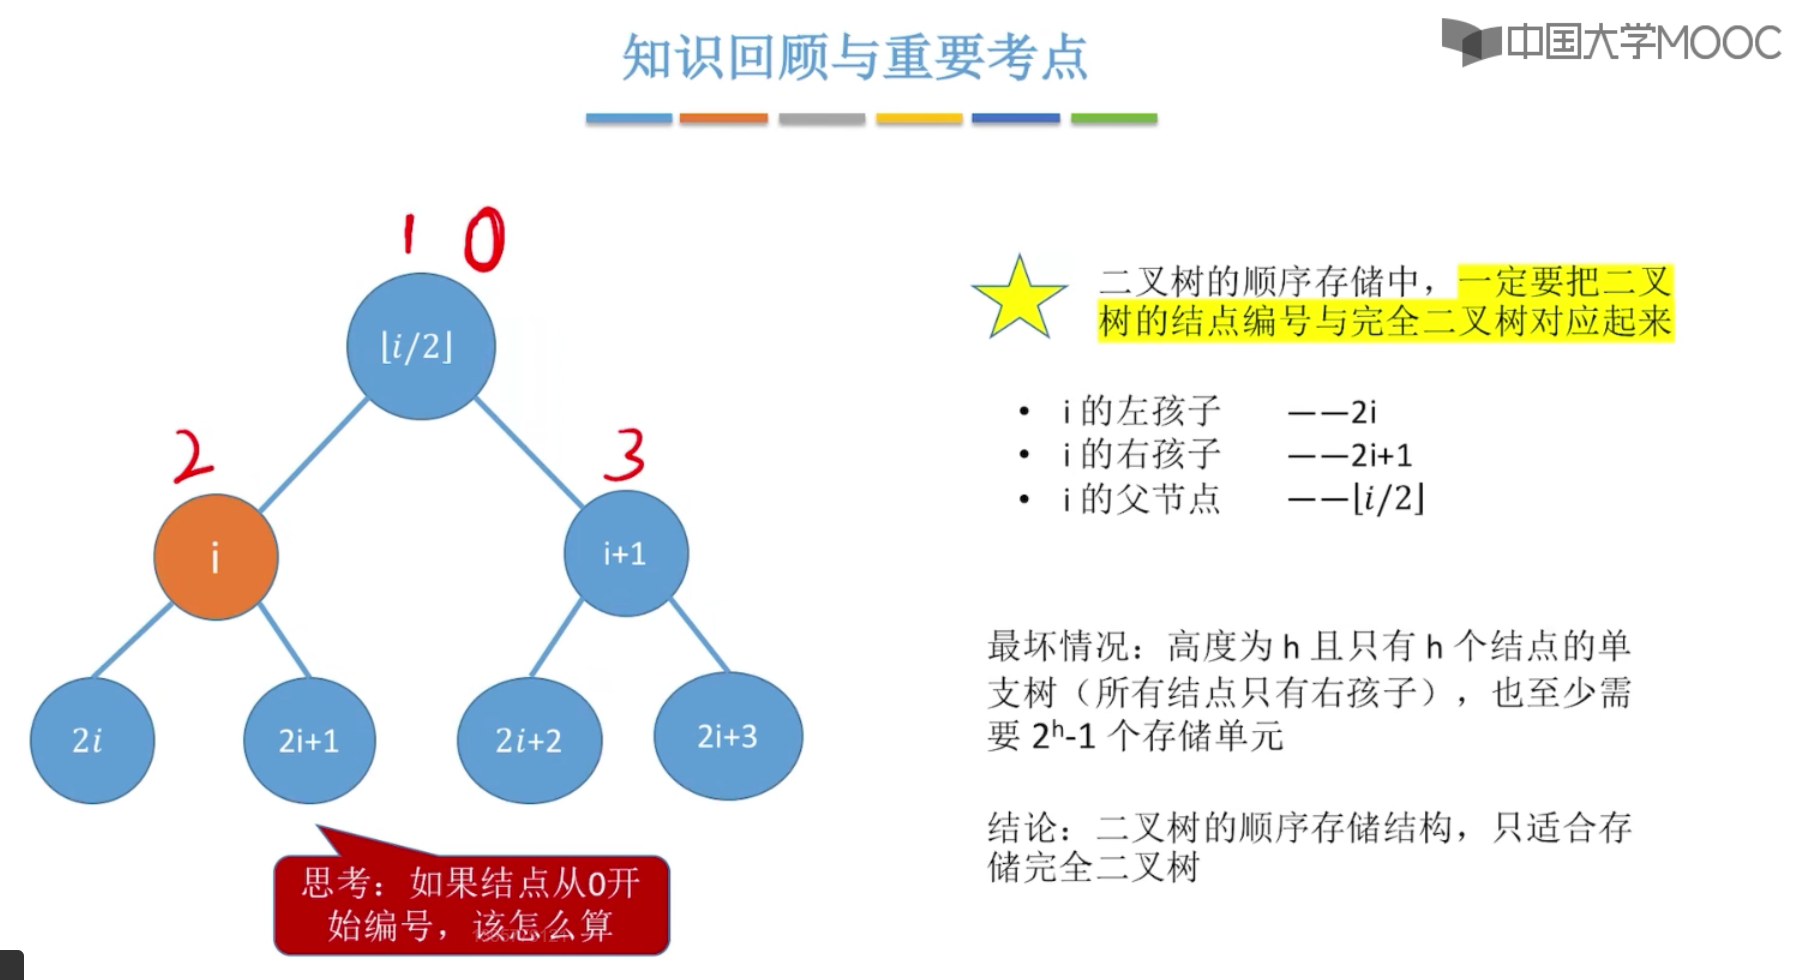 中国大学MOOC
知识回顾与重要考点
1 0
⌊i/2⌋
2
3
i
i+1
2i
2i+1
2i+2
2i+3
思考：如果结点从0开
始编号，该怎么算
二叉树的顺序存储中，一定要把二叉
树的结点编号与完全二叉树对应起来
• i 的左孩子 ——2i
• i 的右孩子 ——2i+1
• i 的父节点 ——⌊i/2⌋
最坏情况：高度为 h 且只有 h 个结点的单
支树（所有结点只有右孩子），也至少需
要 2ʰ-1 个存储单元
结论：二叉树的顺序存储结构，只适合存
储完全二叉树